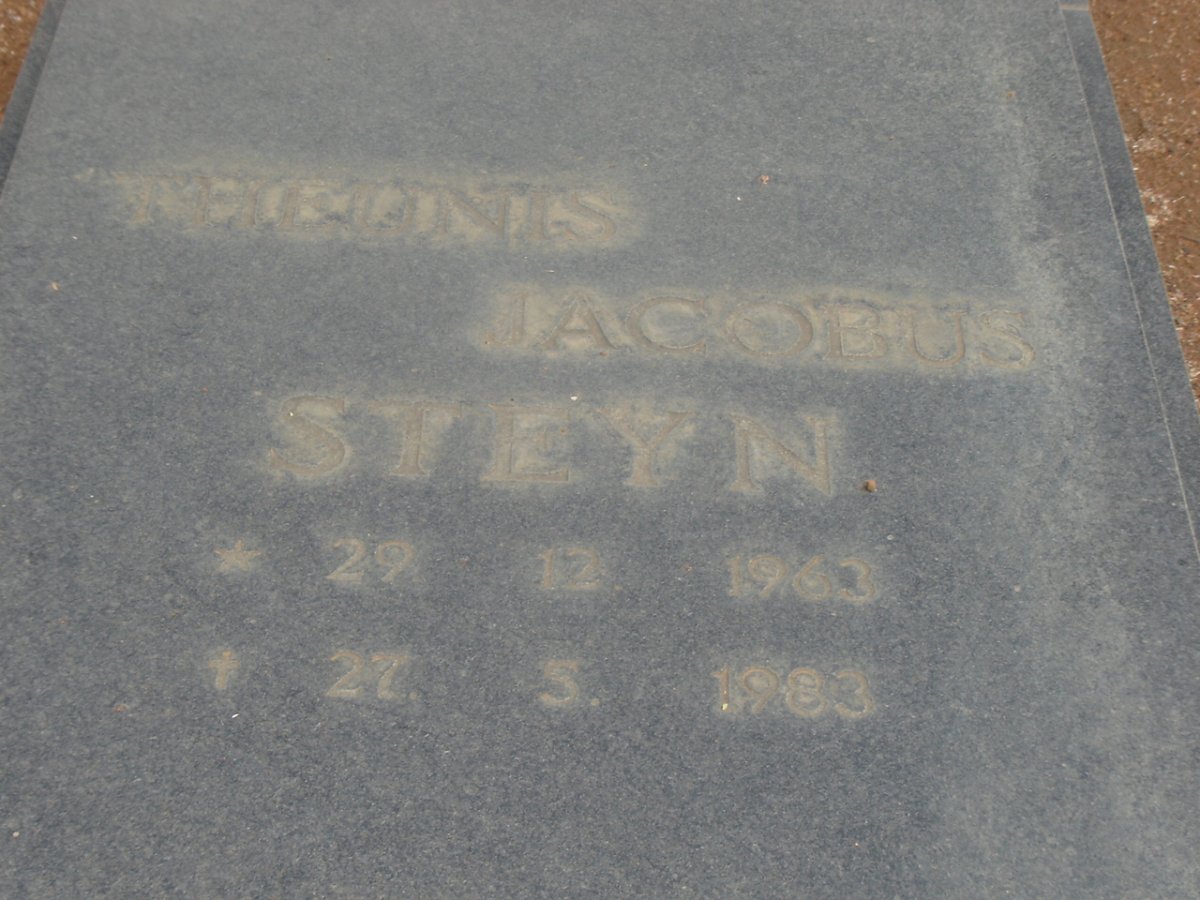 THEUNIS
JACOBUS
STEYN
* 29. 12. 1963
† 27. 5. 1983